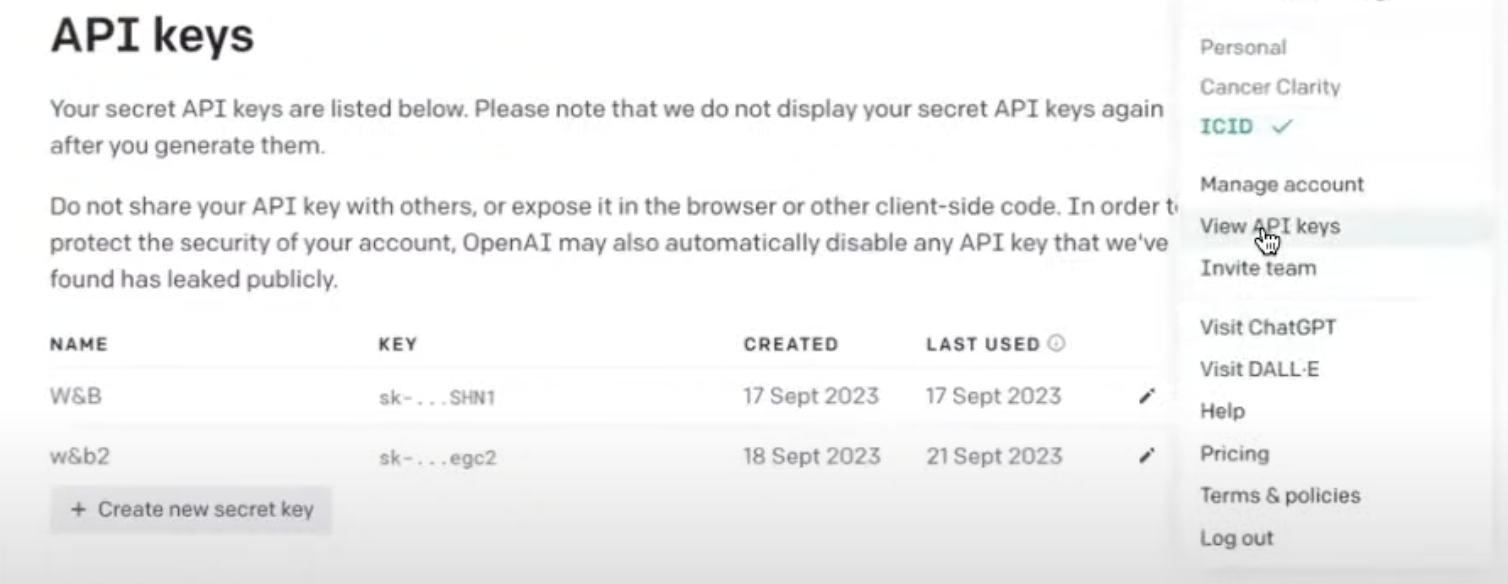 API keys
Your secret API keys are listed below. Please note that we do not display your secret API keys again
after you generate them.
Do not share your API key with others, or expose it in the browser or other client-side code. In order
protect the security of your account, OpenAI may also automatically disable any API key that we've
found has leaked publicly.
NAME KEY CREATED LAST USED
W&B sk-...SHN1 17 Sept 2023 17 Sept 2023
w&b2 sk-...egc2 18 Sept 2023 21 Sept 2023
+ Create new secret key
Personal
Cancer Clarity
ICID
Manage account
View API keys
Invite team
Visit ChatGPT
Visit DALL·E
Help
Pricing
Terms & policies
Log out